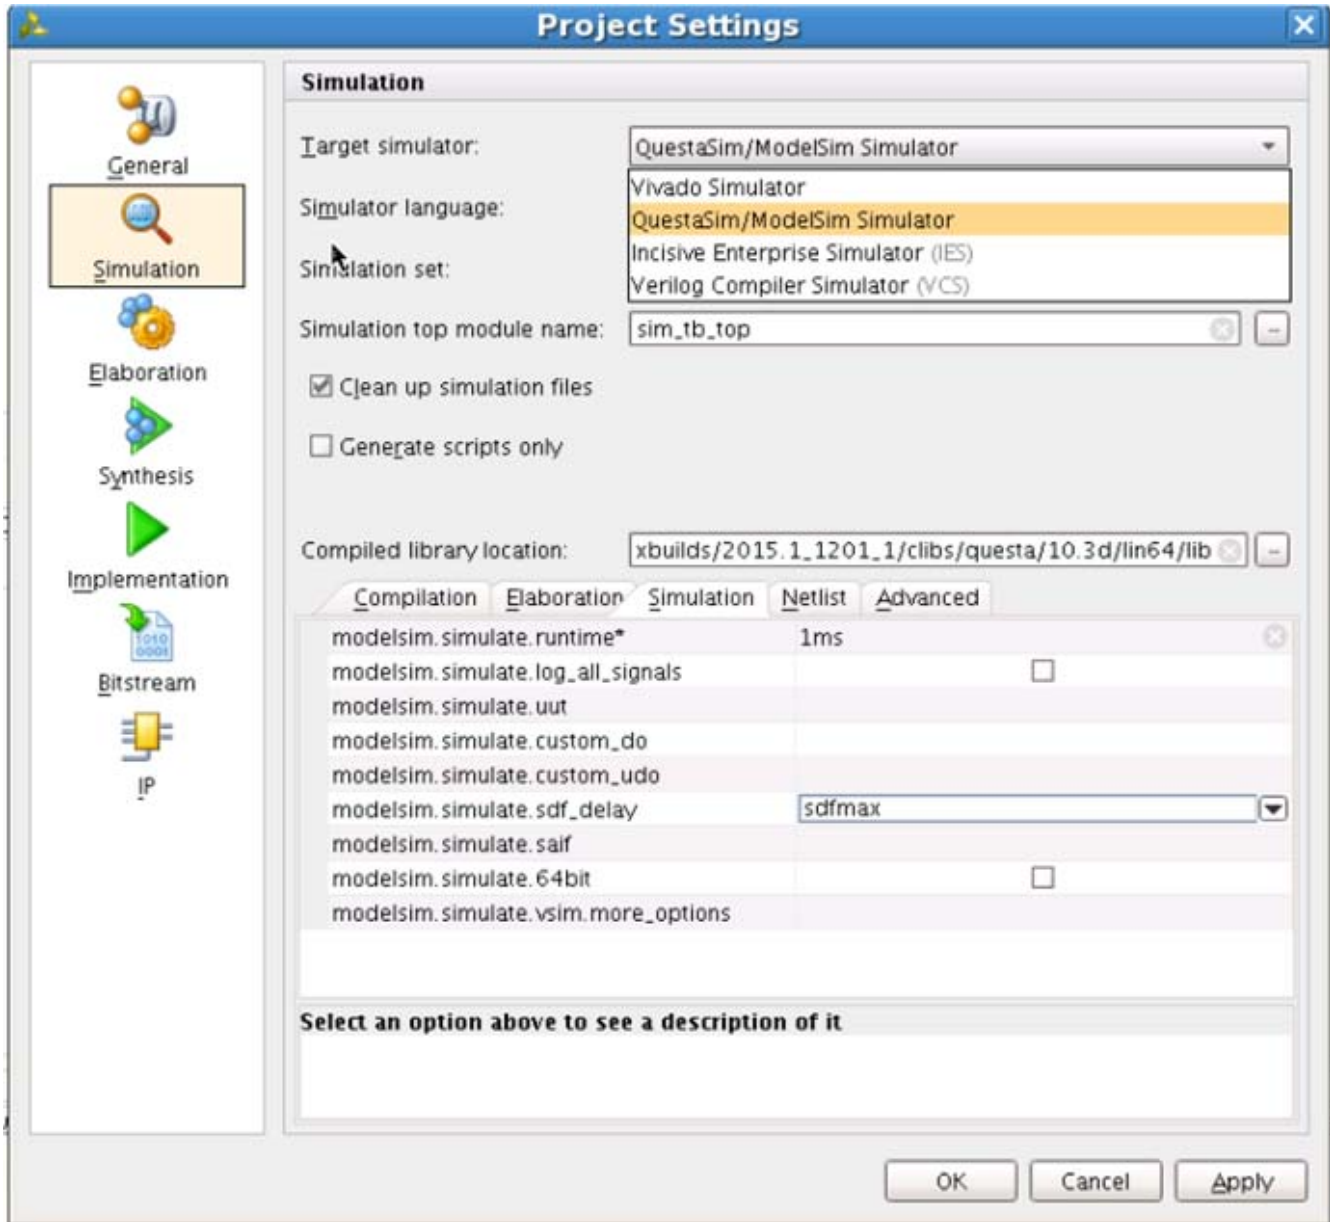 Project Settings
General
Simulation
Elaboration
Synthesis
Implementation
Bitstream
IP
Simulation
Target simulator: QuestaSim/ModelSim Simulator
Vivado Simulator
Simulator language:
QuestaSim/ModelSim Simulator
Incisive Enterprise Simulator (IES)
Simulation set:
Verilog Compiler Simulator (VCS)
Simulation top module name: sim_tb_top
Clean up simulation files
Generate scripts only
Compiled library location: xbuilds/2015.1_1201_1/clibs/questa/10.3d/lin64/lib
Compilation Elaboration Simulation Netlist Advanced
modelsim.simulate.runtime* 1ms
modelsim.simulate.log_all_signals
modelsim.simulate.uut
modelsim.simulate.custom_do
modelsim.simulate.custom_udo
modelsim.simulate.sdf_delay sdfmax
modelsim.simulate.saif
modelsim.simulate.64bit
modelsim.simulate.vsim.more_options
Select an option above to see a description of it
OK Cancel Apply